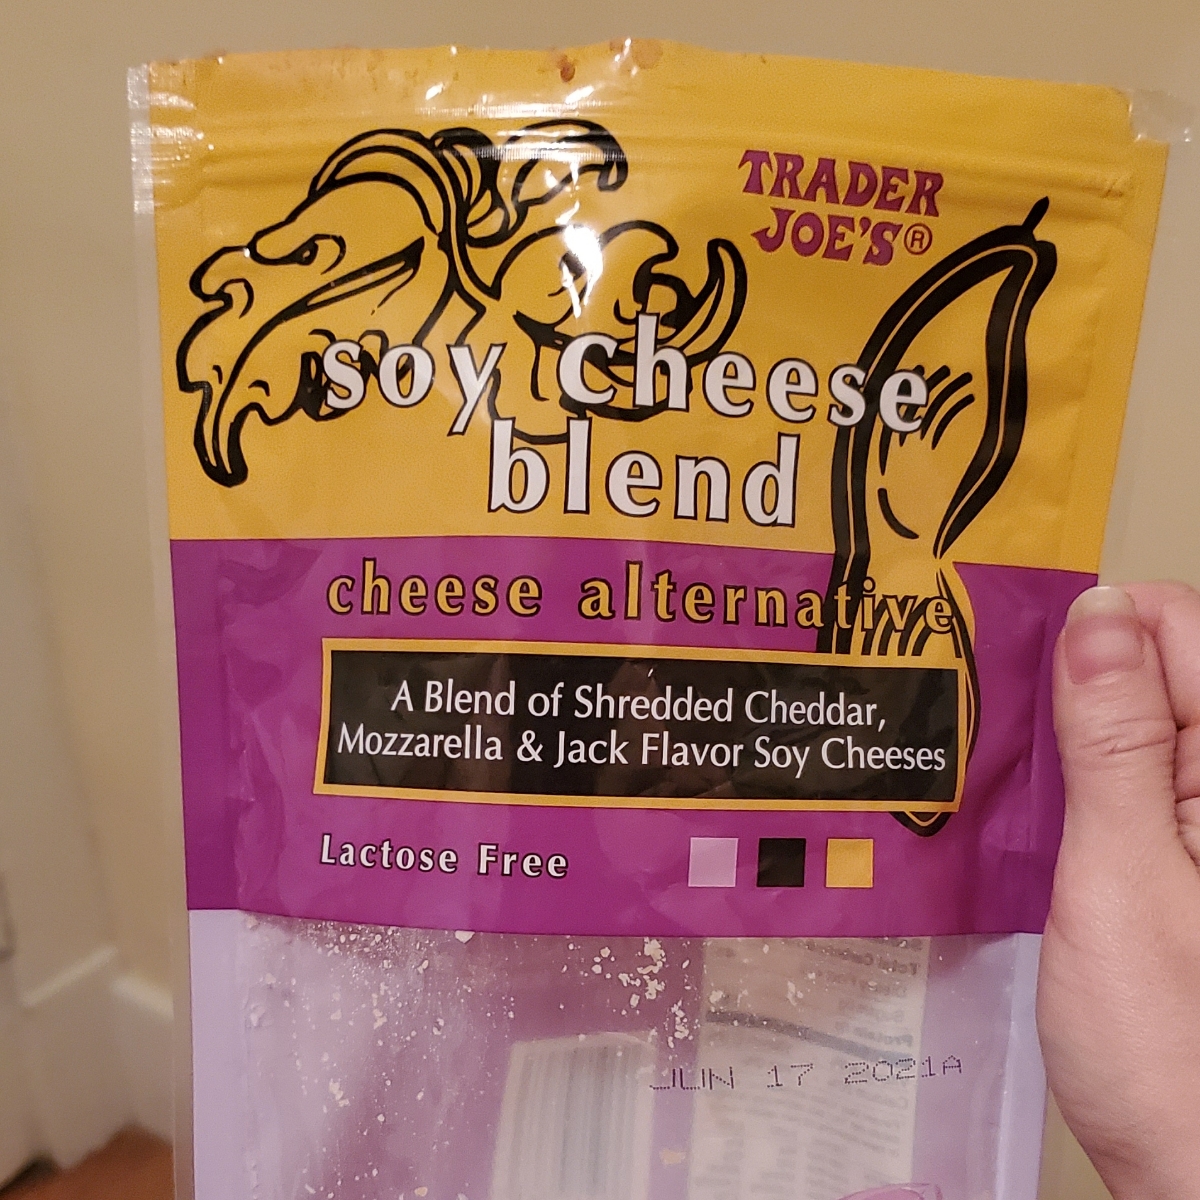 TRADER
JOE'S®
soy cheese
blend
cheese alternative
A Blend of Shredded Cheddar,
Mozzarella & Jack Flavor Soy Cheeses
Lactose Free
JUN 17 2021A